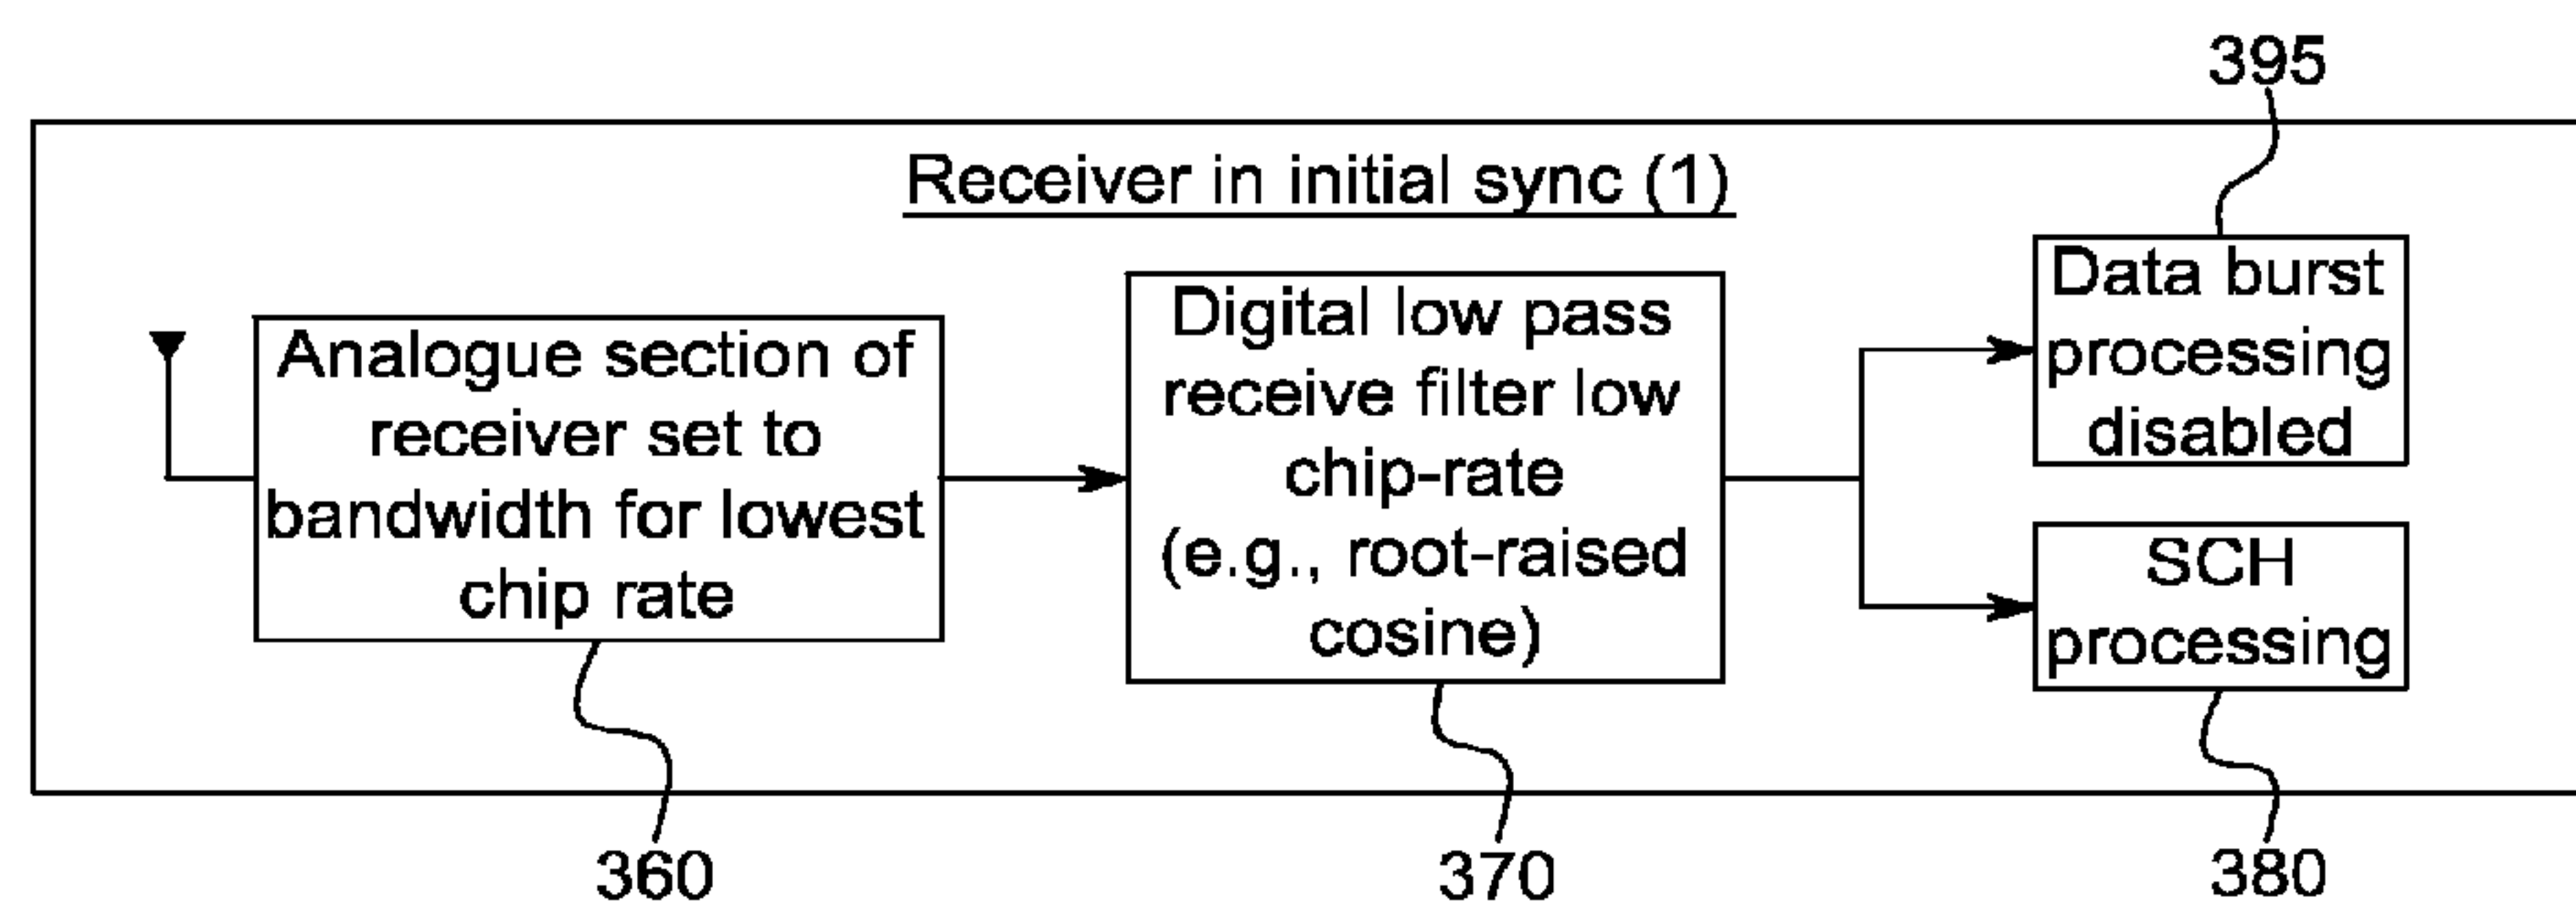 395
Receiver in initial sync (1)
Analogue section of
receiver set to
bandwidth for lowest
chip rate
Digital low pass
receive filter low
chip-rate
(e.g., root-raised
cosine)
Data burst
processing
disabled
SCH
processing
360
370
380